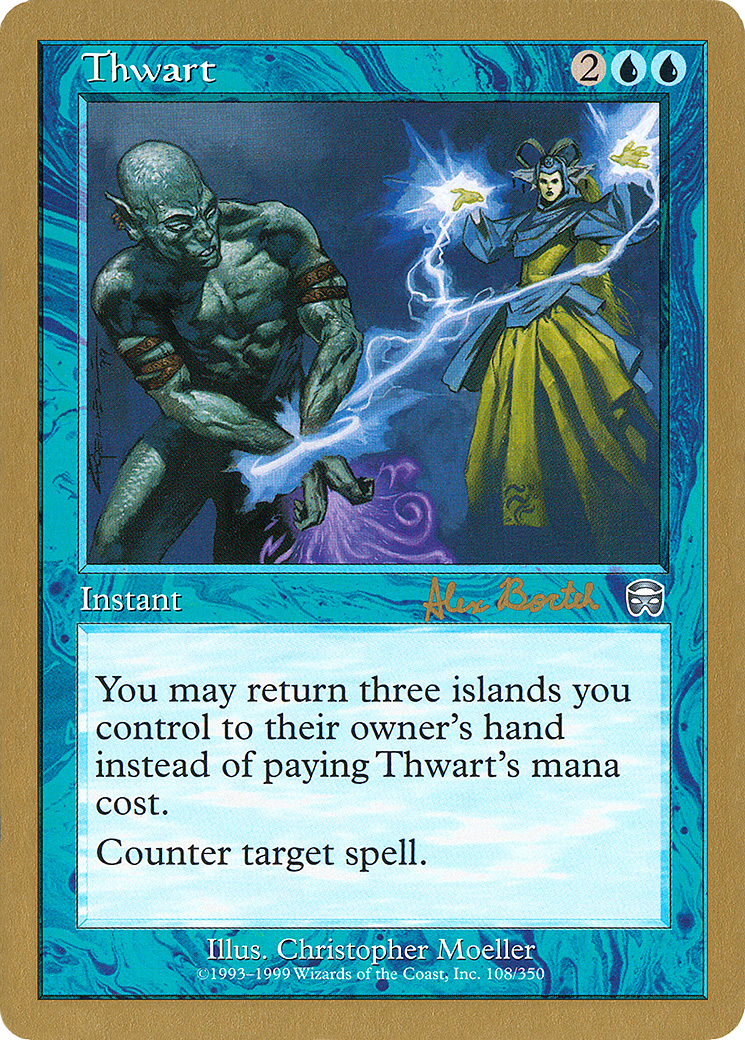 Thwart 2
Instant Alex Borteh
You may return three islands you
control to their owner's hand
instead of paying Thwart's mana
cost.
Counter target spell.
Illus. Christopher Moeller
©1993–1999 Wizards of the Coast, Inc. 108/350